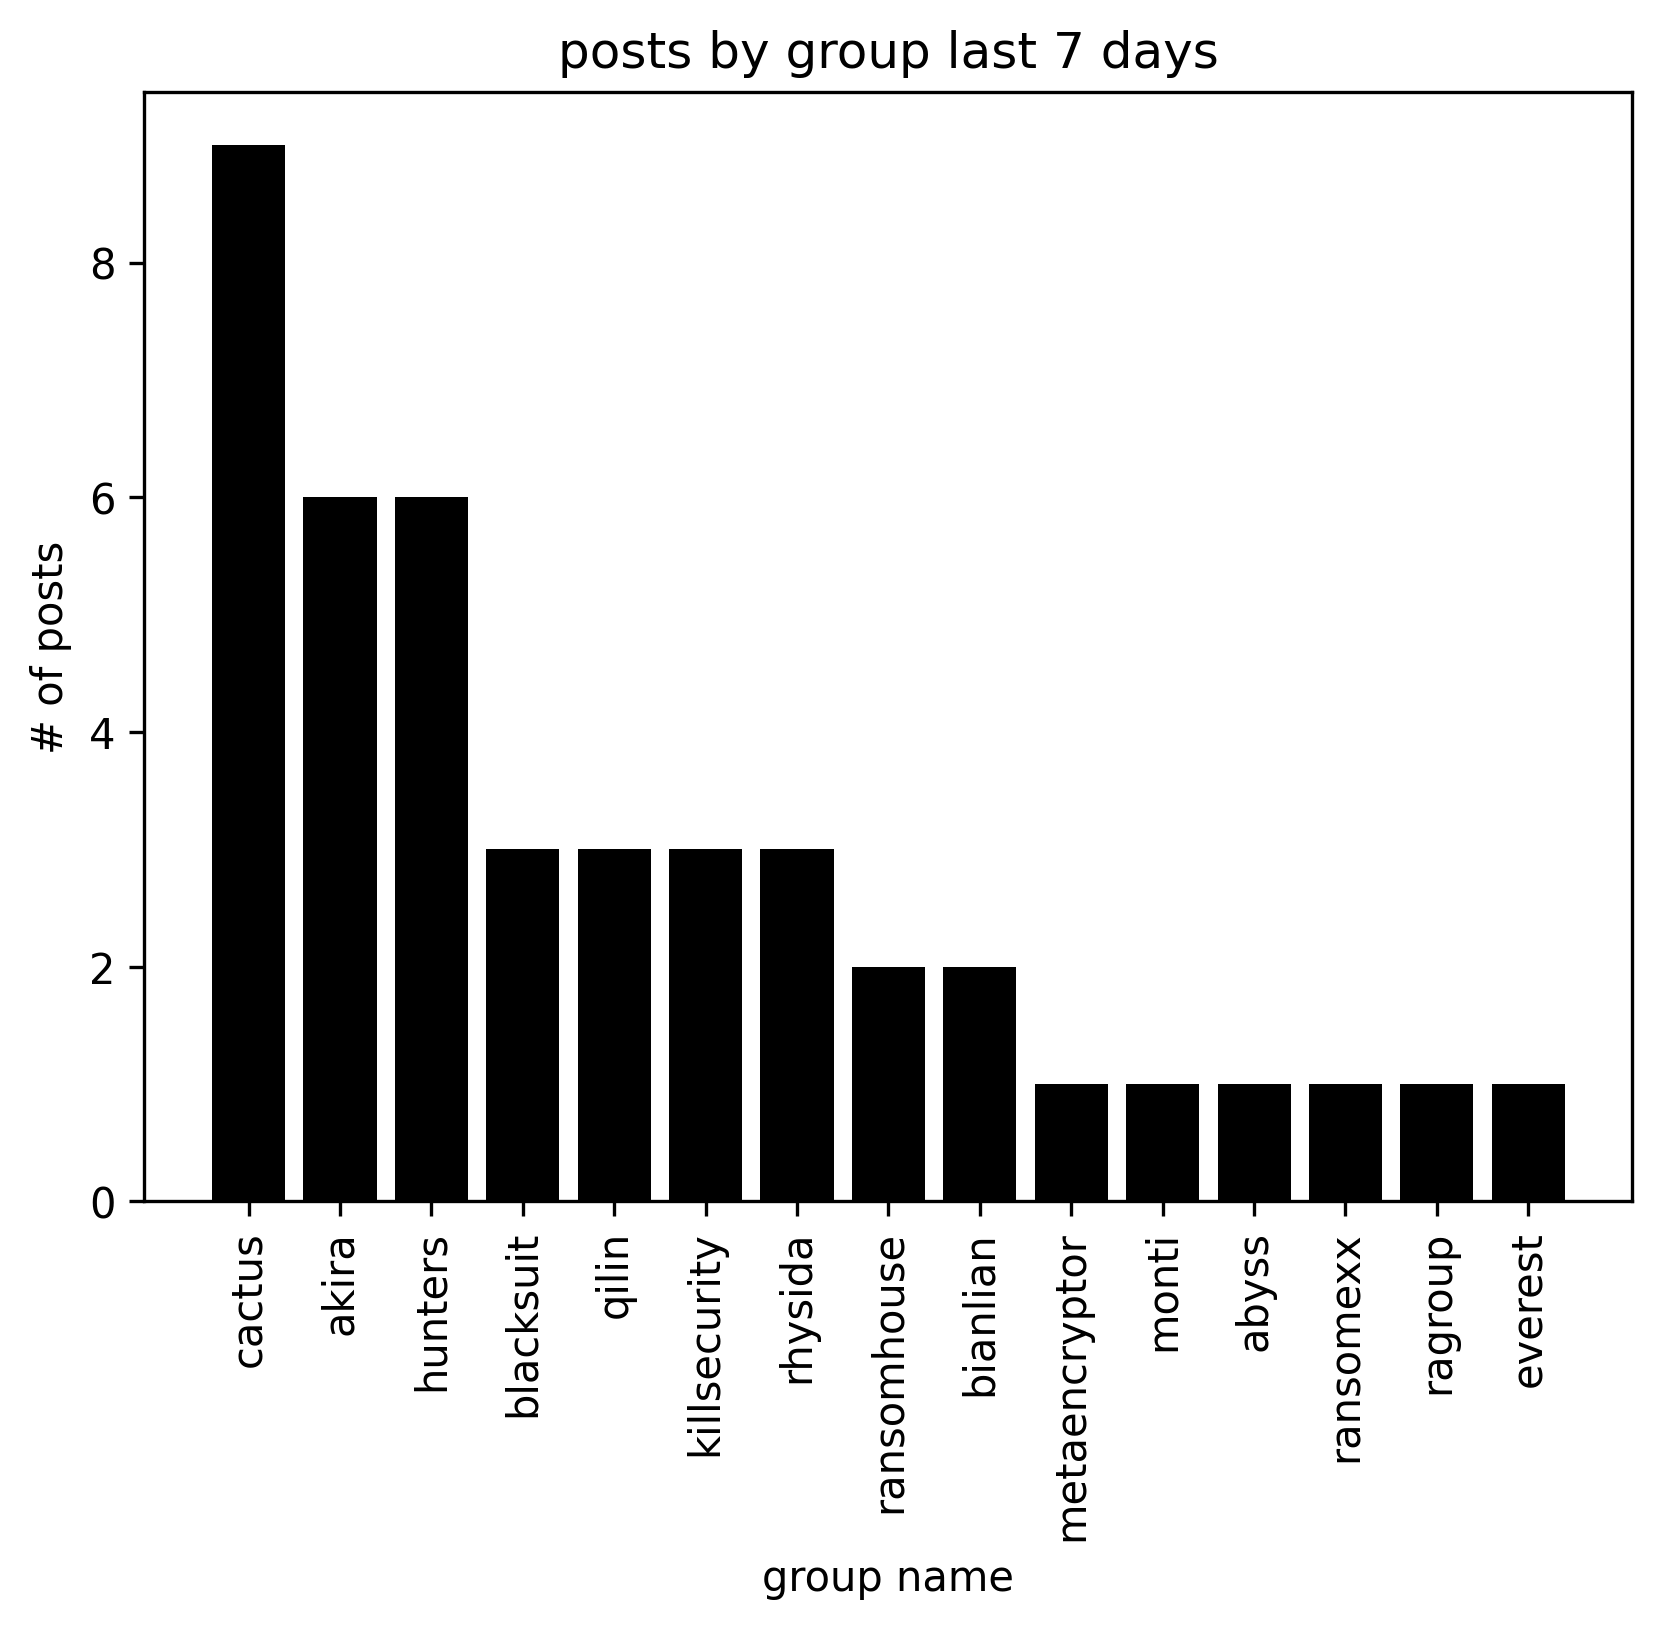 posts by group last 7 days
# of posts
8
6
4
2
0
cactus
akira
hunters
blacksuit
qilin
killsecurity
rhysida
ransomhouse
bianlian
metaencryptor
monti
abyss
ransomexx
ragroup
everest
group name